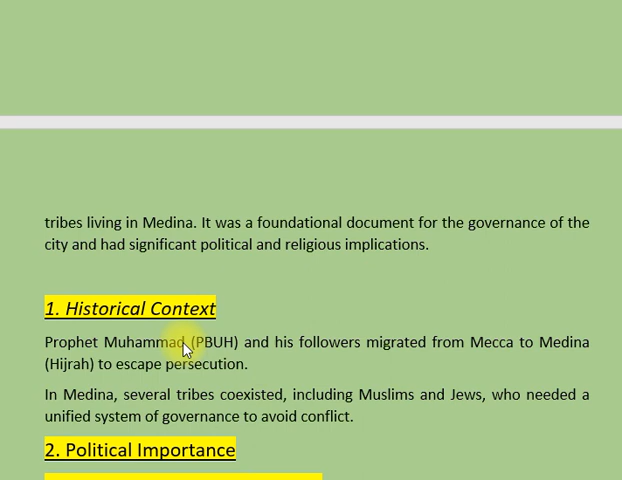 tribes living in Medina. It was a foundational document for the governance of the
city and had significant political and religious implications.
1. Historical Context
Prophet Muhammad (PBUH) and his followers migrated from Mecca to Medina
(Hijrah) to escape persecution.
In Medina, several tribes coexisted, including Muslims and Jews, who needed a
unified system of governance to avoid conflict.
2. Political Importance